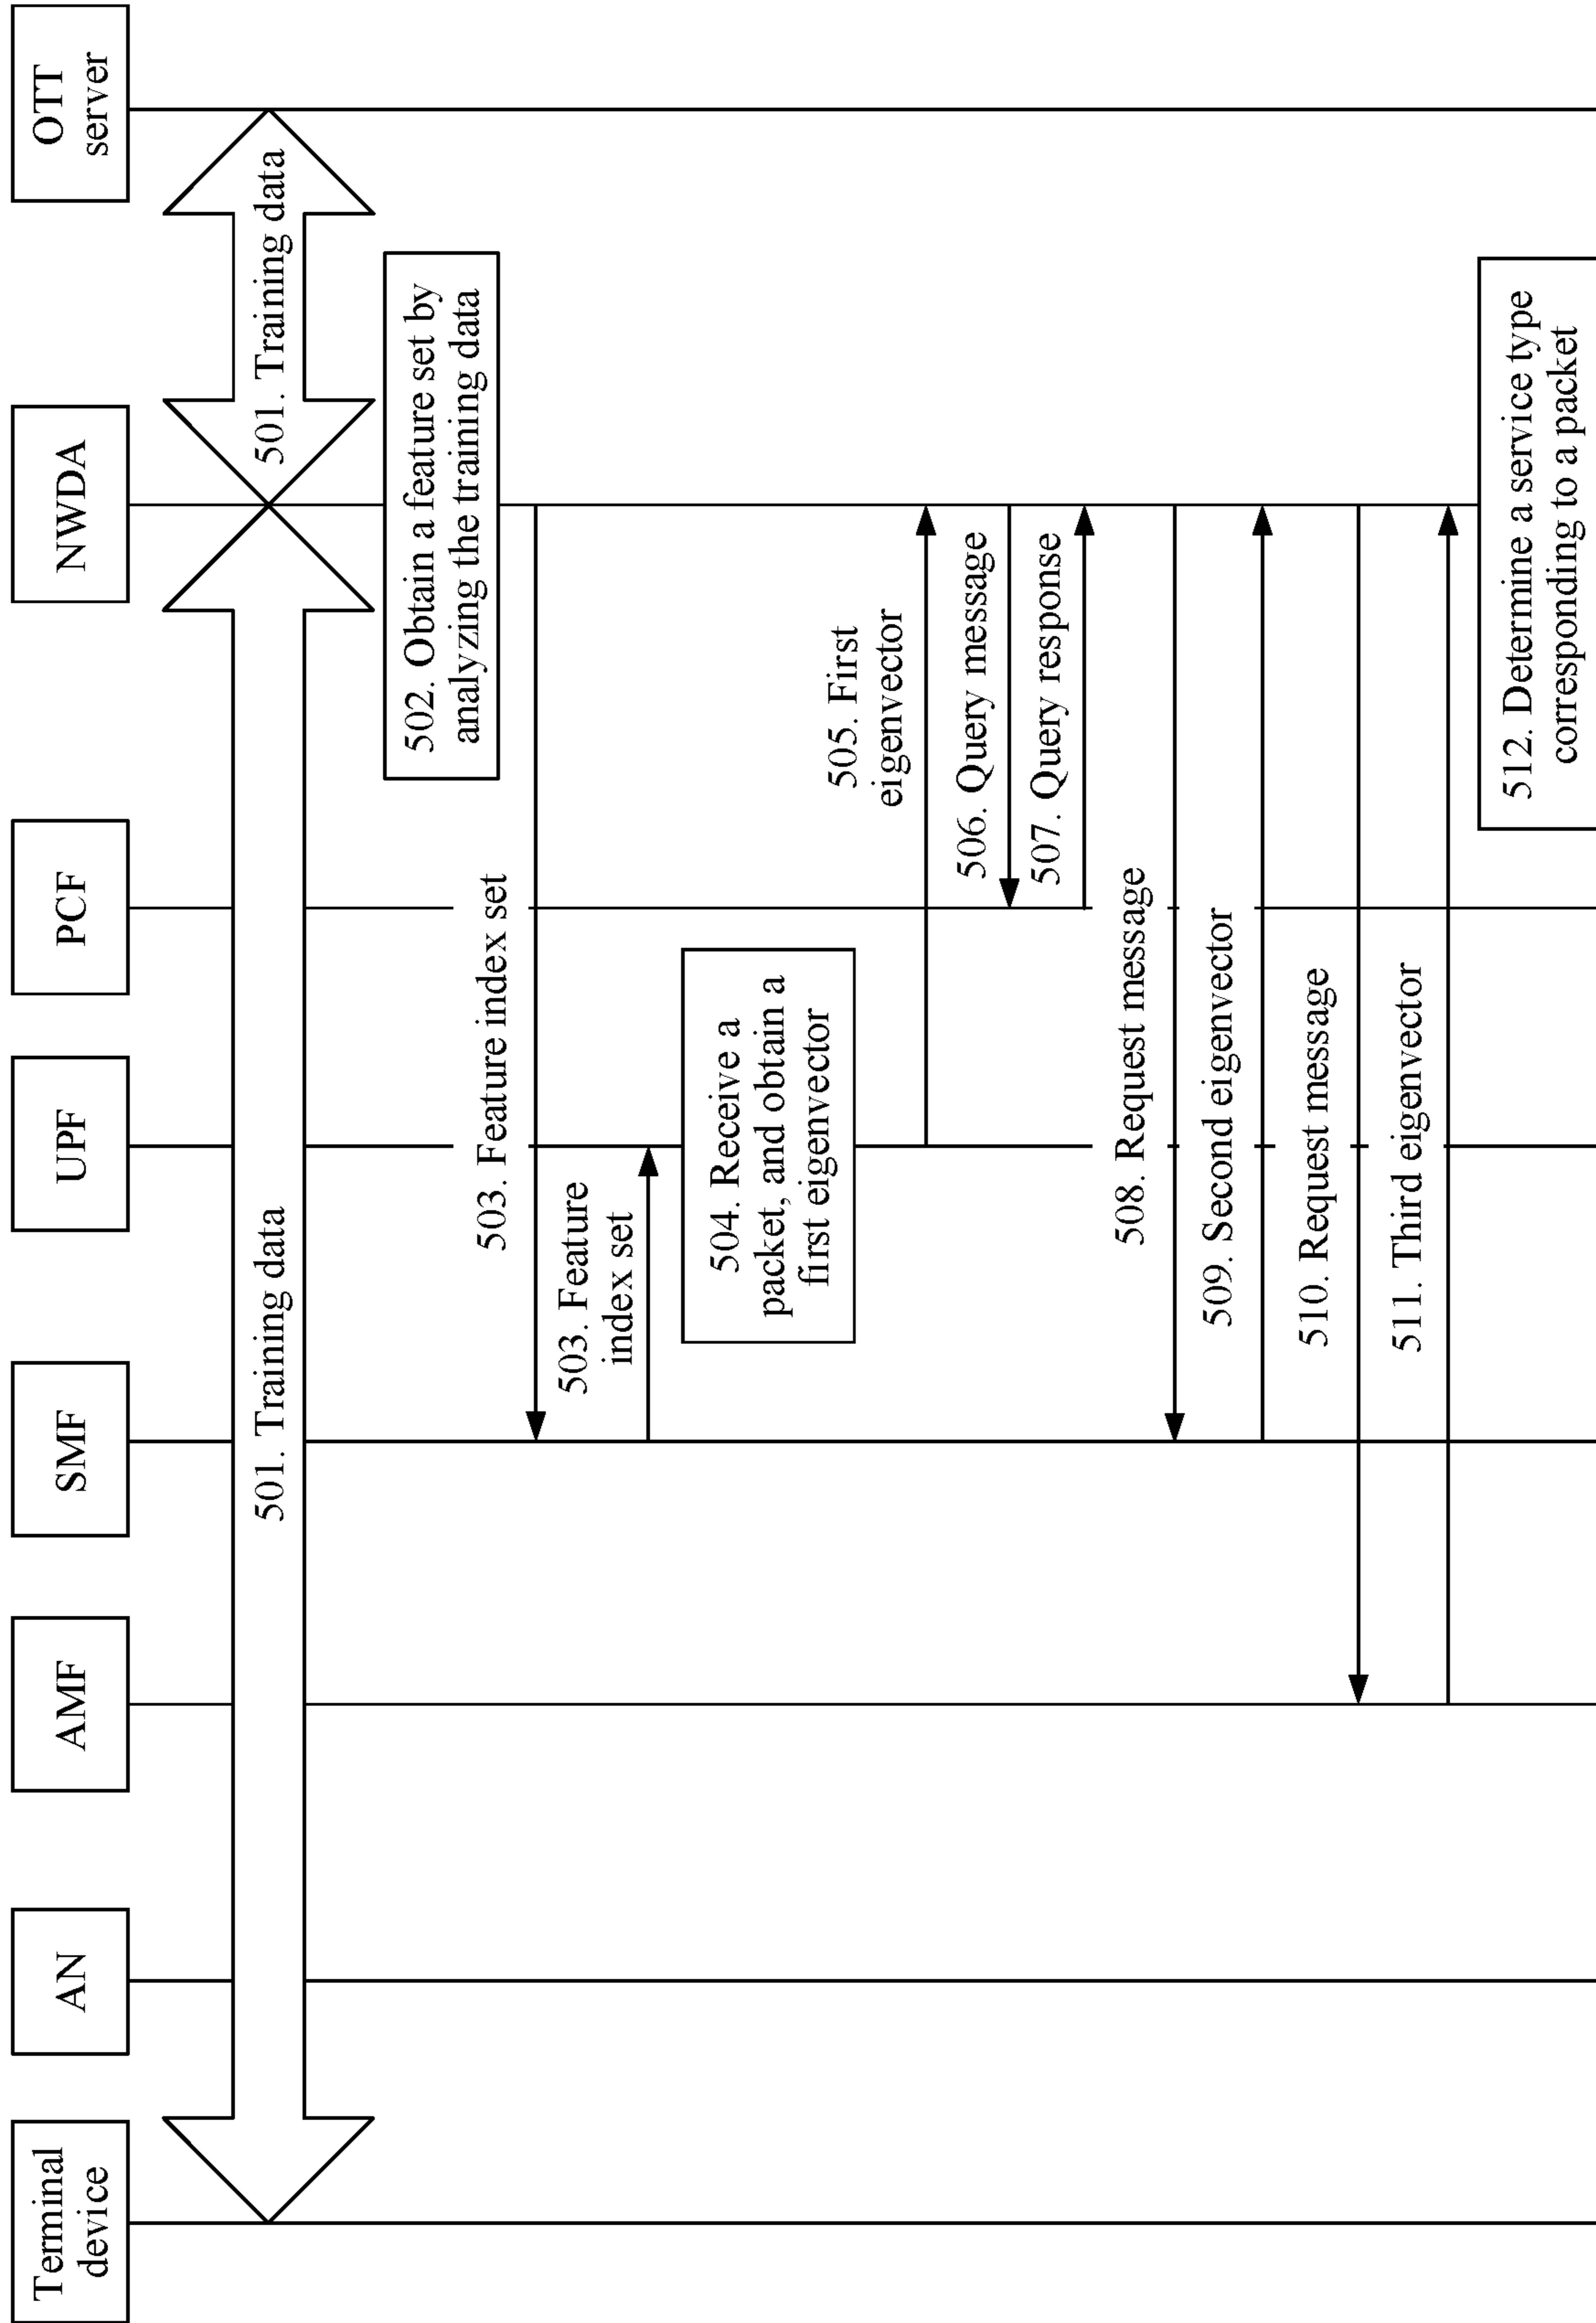 Terminal
device
AN
AMF
SMF
UPF
PCF
NWDA
OTT
server
501. Training data
501. Training data
502. Obtain a feature set by
analyzing the training data
503. Feature index set
503. Feature
index set
504. Receive a
packet, and obtain a
first eigenvector
505. First
eigenvector
506. Query message
507. Query response
508. Request message
509. Second eigenvector
510. Request message
511. Third eigenvector
512. Determine a service type
corresponding to a packet